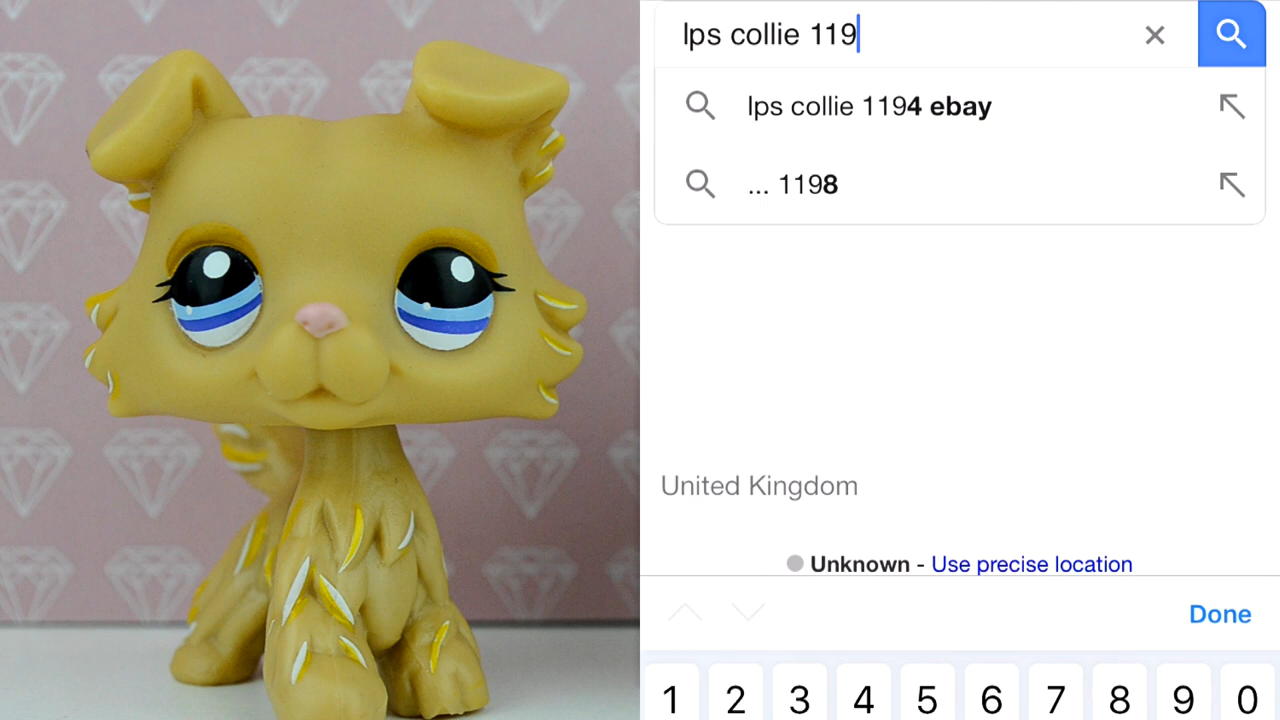 lps collie 119
lps collie 1194 ebay
... 1198
United Kingdom
Unknown - Use precise location
Done
1 2 3 4 5 6 7 8 9 0